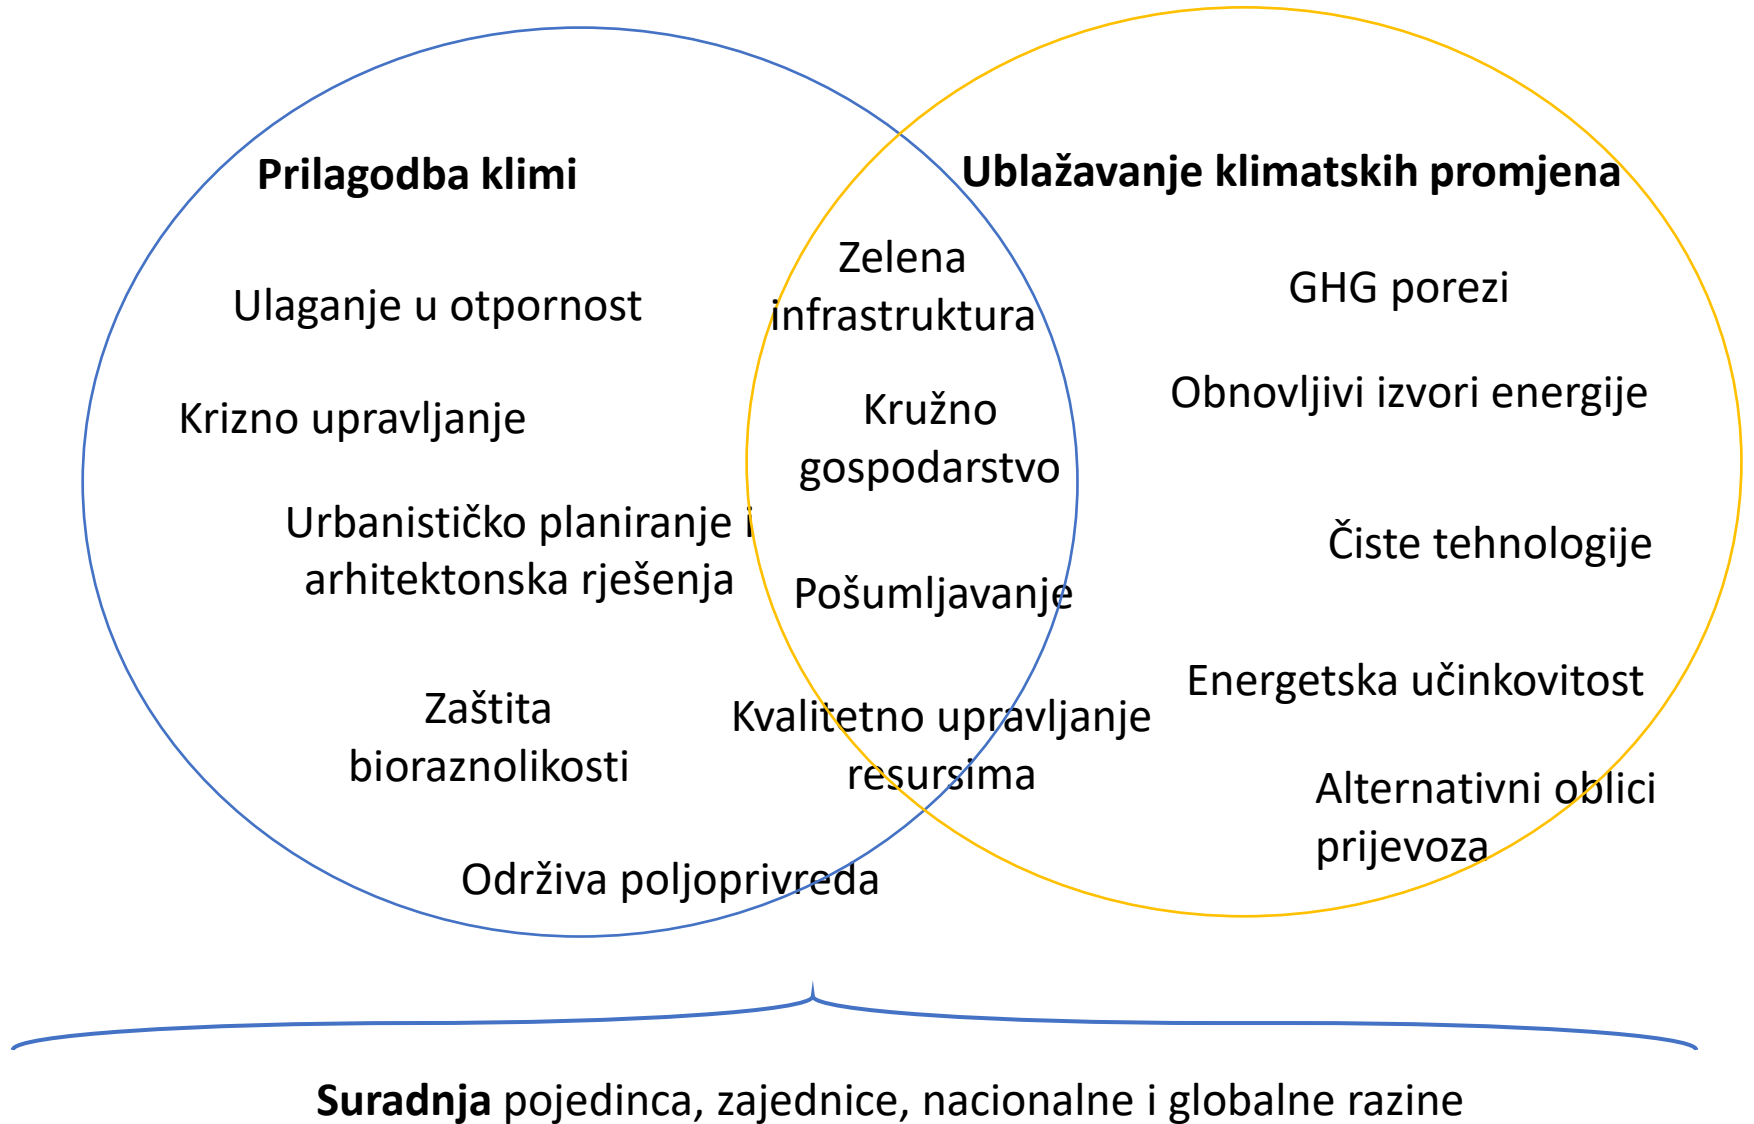 Prilagodba klimi
Ulaganje u otpornost
Krizno upravljanje
Urbanističko planiranje i
arhitektonska rješenja
Zaštita
bioraznolikosti
Održiva poljoprivreda
Zelena
infrastruktura
Kružno
gospodarstvo
Pošumljavanje
Kvalitetno upravljanje
resursima
Ublažavanje klimatskih promjena
GHG porezi
Obnovljivi izvori energije
Čiste tehnologije
Energetska učinkovitost
Alternativni oblici
prijevoza
Suradnja pojedinca, zajednice, nacionalne i globalne razine